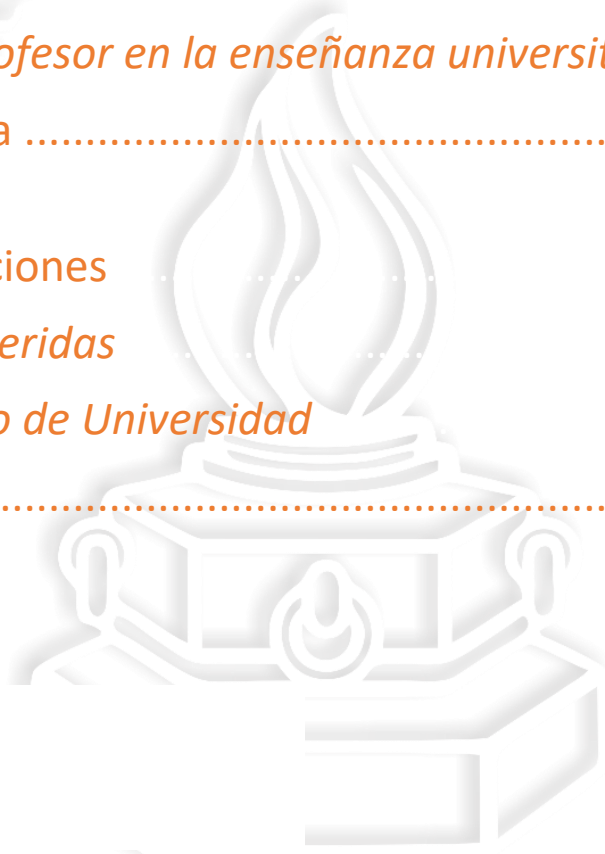 ofesor en la enseñanza universit
a ................................................
ciones ......................
eridas ....................
o de Universidad .
..................................................